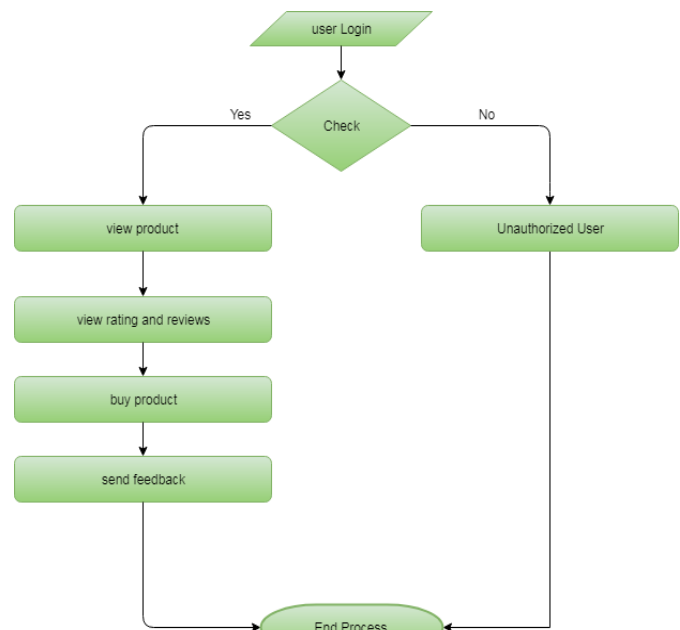 user Login
Check
Yes
No
view product
Unauthorized User
view rating and reviews
buy product
send feedback
End Process